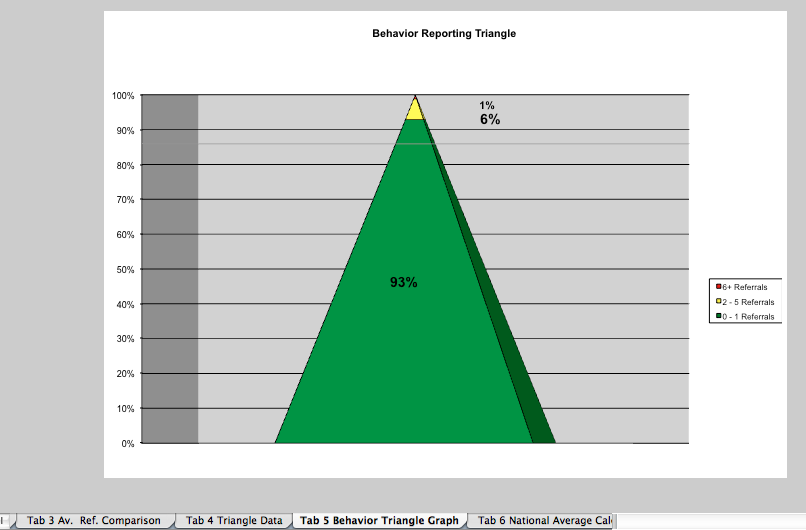 Behavior Reporting Triangle
100%
1%
6%
90%
80%
70%
60%
50%
93%
6+ Referrals
40%
2 - 5 Referrals
0 - 1 Referrals
30%
20%
10%
0%
Tab 3 Av. Ref. Comparison
Tab 4 Triangle Data
Tab 5 Behavior Triangle Graph
Tab 6 National Average Calc